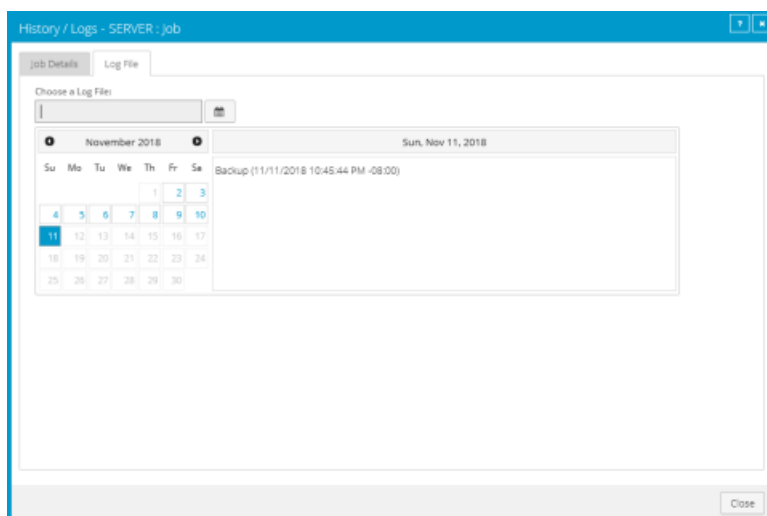 History / Logs - SERVER : job
?
Job Details Log File
Choose a Log File:
November 2018 Sun, Nov 11, 2018
Su Mo Tu We Th Fr Sa Backup (11/11/2018 10:45:44 PM -08:00)
1 2 3
4 5 6 7 8 9 10
11 12 13 14 15 16 17
18 19 20 21 22 23 24
25 26 27 28 29 30
Close